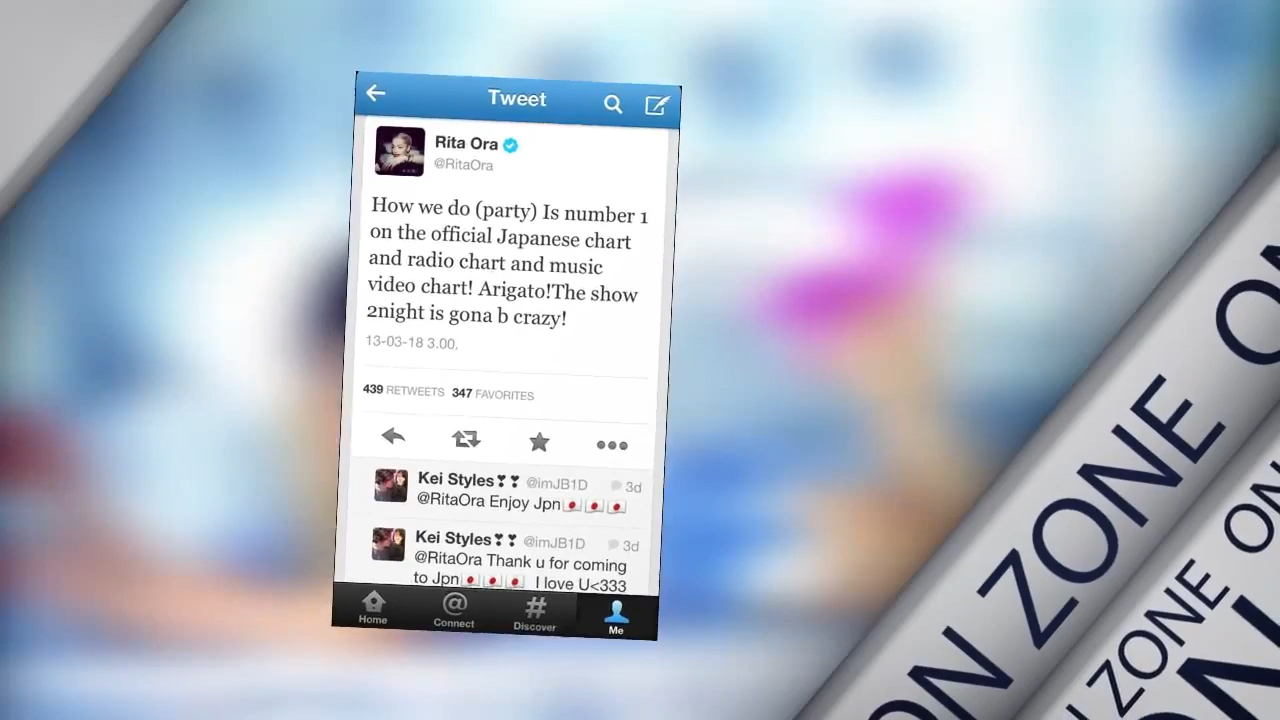 Tweet
Rita Ora
@RitaOra
How we do (party) Is number 1
on the official Japanese chart
and radio chart and music
video chart! Arigato!The show
2night is gona b crazy!
13-03-18 3.00.
439 RETWEETS 347 FAVORITES
Kei Styles❣❣ @imJB1D 3d
@RitaOra Enjoy Jpn🇯🇵🇯🇵🇯🇵
Kei Styles❣❣ @imJB1D 3d
@RitaOra Thank u for coming
to Jpn🇯🇵🇯🇵🇯🇵 I love U<333
Home Connect Discover Me
ON ZONE ON
N ZONE ON